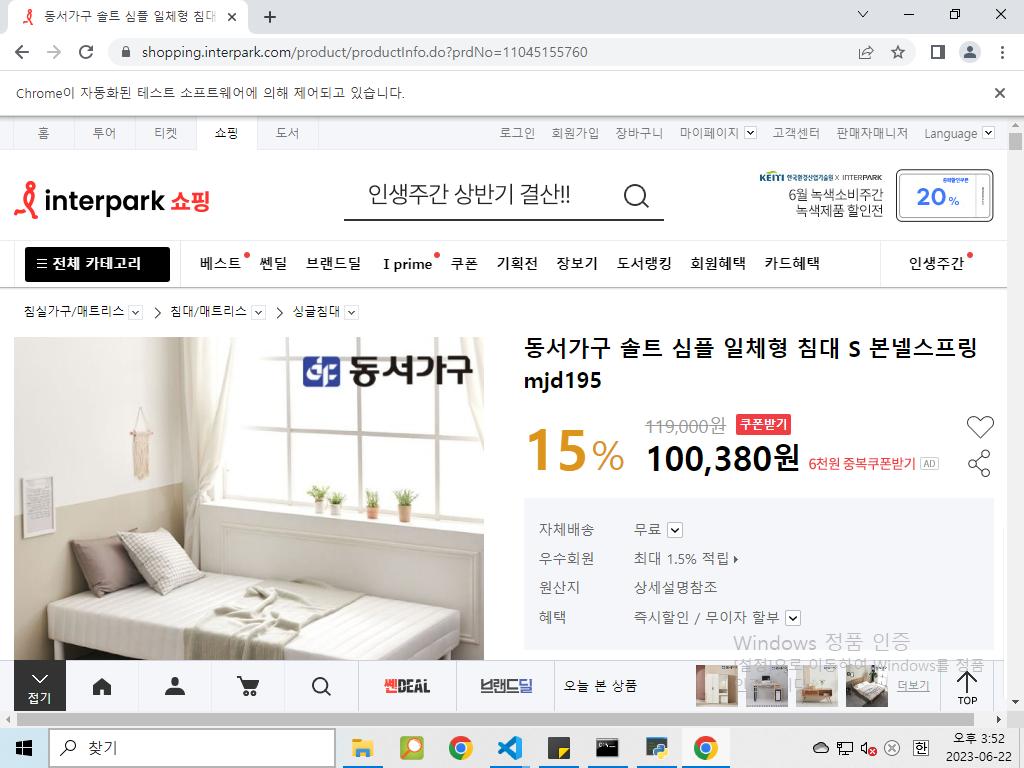 동서가구 솔트 심플 일체형 침대
shopping.interpark.com/product/productInfo.do?prdNo=11045155760
Chrome이 자동화된 테스트 소프트웨어에 의해 제어되고 있습니다.
홈 투어 티켓 쇼핑 도서 로그인 회원가입 장바구니 마이페이지 고객센터 판매자매니저 Language
interpark 쇼핑
인생주간 상반기 결산!!
KEITI 한국환경산업기술원 X INTERPARK
6월 녹색소비주간
녹색제품 할인전
20%
전체 카테고리 베스트 쎈딜 브랜드딜 I prime 쿠폰 기획전 장보기 도서랭킹 회원혜택 카드혜택 인생주간
침실가구/매트리스 침대/매트리스 싱글침대
동서가구
동서가구 솔트 심플 일체형 침대 S 본넬스프링
mjd195
15% 119,000원 쿠폰받기
100,380원 6천원 중복쿠폰받기 AD
자체배송 무료
우수회원 최대 1.5% 적립
원산지 상세설명참조
혜택 즉시할인 / 무이자 할부
Windows 정품 인증
[설정]으로 이동하여 Windows를 정품
접기 쎈DEAL 브랜드딜 오늘 본 상품 더보기 TOP
찾기
한
오후 3:52
2023-06-22